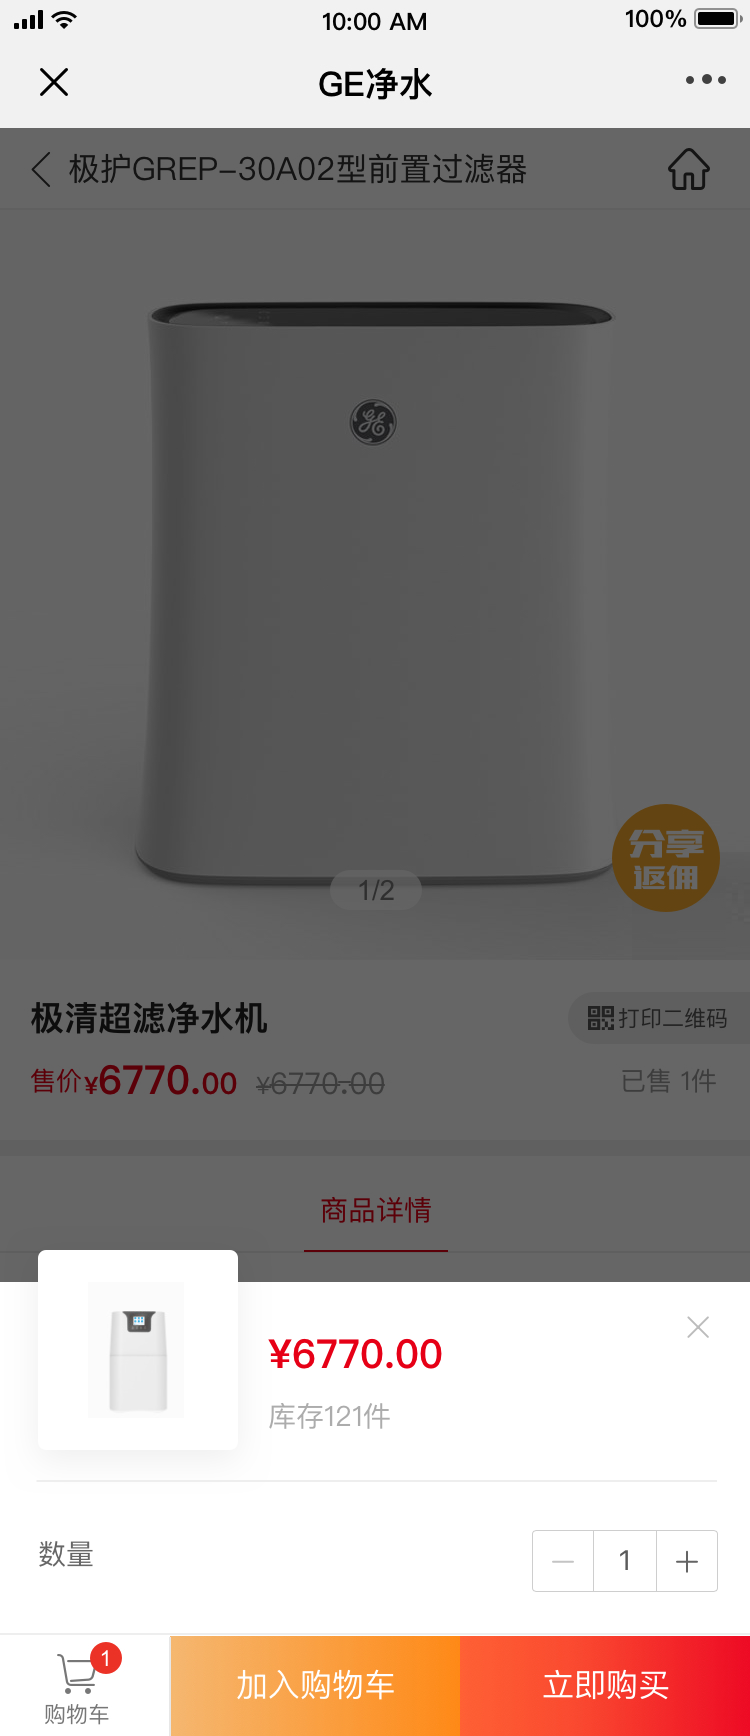 10:00 AM
100%
GE净水
极护GREP-30A02型前置过滤器
GE
分享
返佣
1/2
极清超滤净水机
打印二维码
售价¥6770.00 ¥6770.00
已售 1件
商品详情
¥6770.00
库存121件
数量
1
1
购物车
加入购物车
立即购买